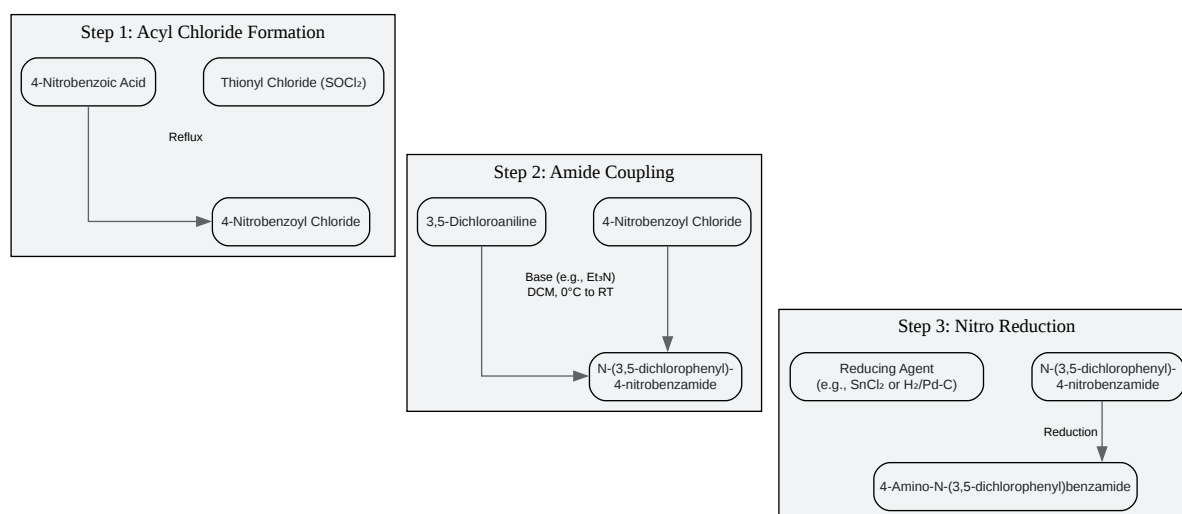 Step 1: Acyl Chloride Formation
4-Nitrobenzoic Acid
Thionyl Chloride (SOCl₂)
Reflux
4-Nitrobenzoyl Chloride
Step 2: Amide Coupling
3,5-Dichloroaniline
4-Nitrobenzoyl Chloride
Base (e.g., Et₃N)
DCM, 0°C to RT
N-(3,5-dichlorophenyl)-
4-nitrobenzamide
Step 3: Nitro Reduction
Reducing Agent
(e.g., SnCl₂ or H₂/Pd-C)
N-(3,5-dichlorophenyl)-
4-nitrobenzamide
Reduction
4-Amino-N-(3,5-dichlorophenyl)benzamide